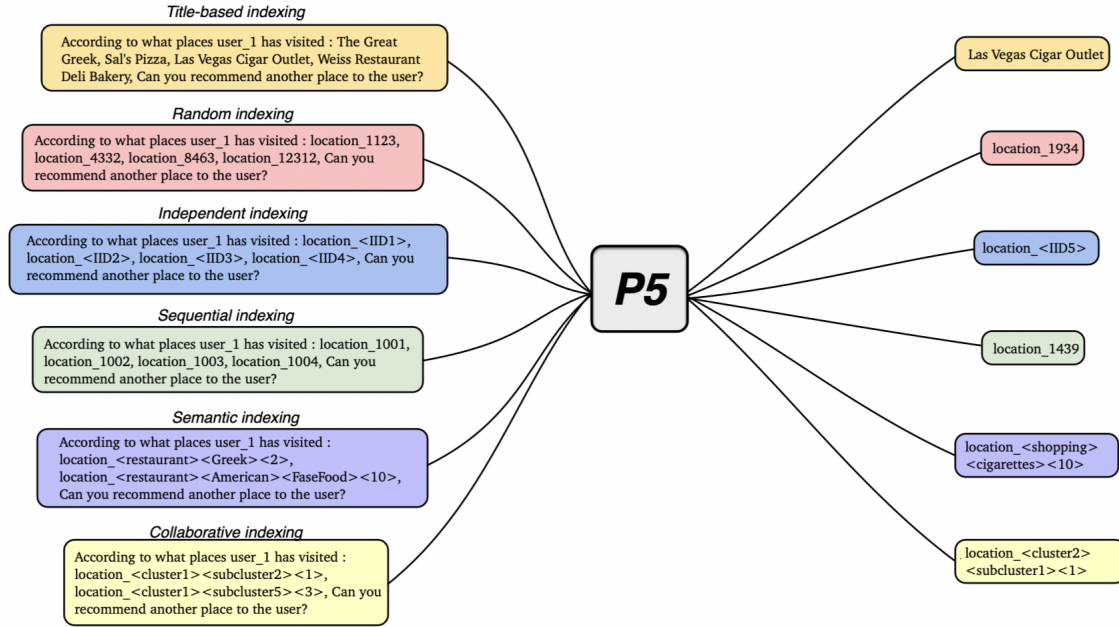 Title-based indexing
According to what places user_1 has visited : The Great
Greek, Sal's Pizza, Las Vegas Cigar Outlet, Weiss Restaurant
Deli Bakery, Can you recommend another place to the user?
Random indexing
According to what places user_1 has visited : location_1123,
location_4332, location_8463, location_12312, Can you
recommend another place to the user?
Independent indexing
According to what places user_1 has visited : location_<IID1>,
location_<IID2>, location_<IID3>, location_<IID4>, Can you
recommend another place to the user?
Sequential indexing
According to what places user_1 has visited : location_1001,
location_1002, location_1003, location_1004, Can you
recommend another place to the user?
Semantic indexing
According to what places user_1 has visited :
location_<restaurant><Greek><2>,
location_<restaurant><American><FaseFood><10>,
Can you recommend another place to the user?
Collaborative indexing
According to what places user_1 has visited :
location_<cluster1><subcluster2><1>,
location_<cluster1><subcluster5><3>, Can you
recommend another place to the user?
P5
Las Vegas Cigar Outlet
location_1934
location_<IID5>
location_1439
location_<shopping>
<cigarettes><10>
location_<cluster2>
<subcluster1><1>